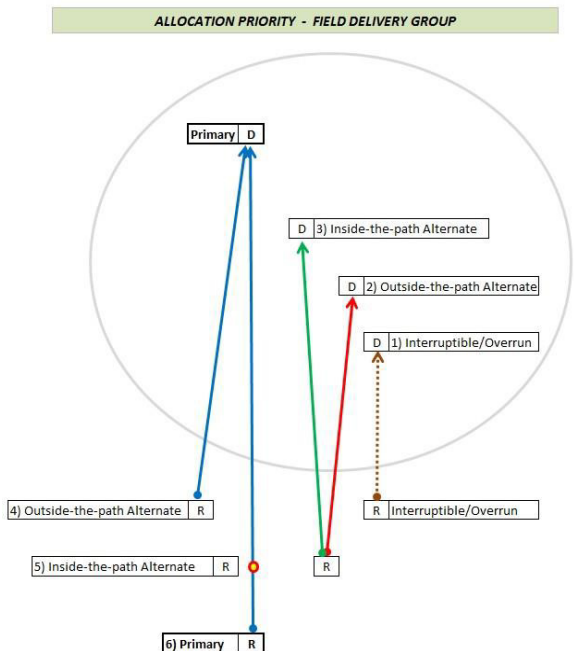 ALLOCATION PRIORITY - FIELD DELIVERY GROUP
Primary D
D 3) Inside-the-path Alternate
D 2) Outside-the-path Alternate
D 1) Interruptible/Overrun
4) Outside-the-path Alternate R
R Interruptible/Overrun
5) Inside-the-path Alternate R
R
6) Primary R